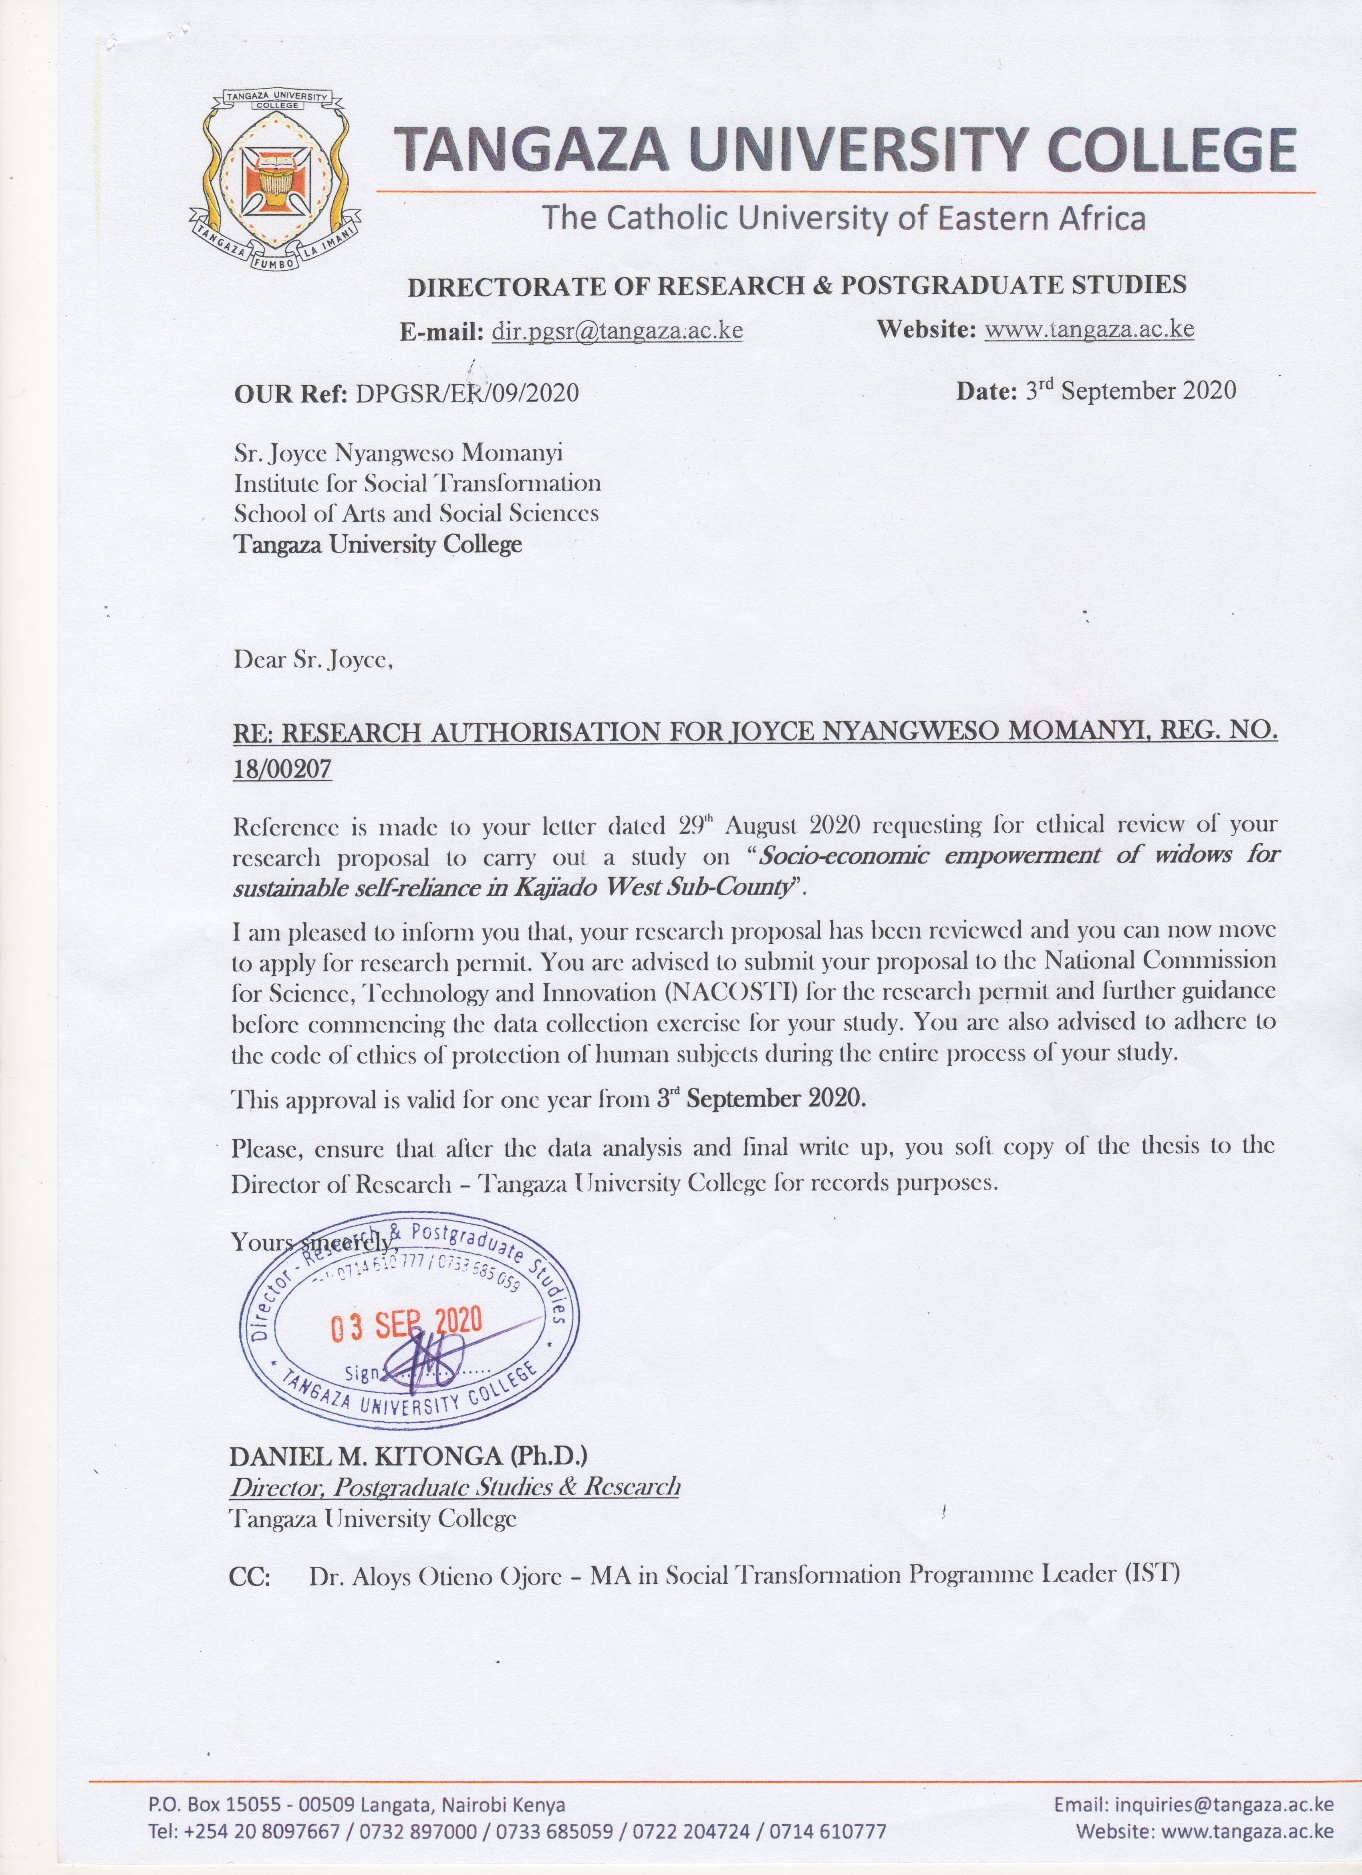 TANGAZA UNIVERSITY
COLLEGE
TANGAZA FUMBO LA IMANI
TANGAZA UNIVERSITY COLLEGE
The Catholic University of Eastern Africa
DIRECTORATE OF RESEARCH & POSTGRADUATE STUDIES
E-mail: dir.pgsr@tangaza.ac.ke Website: www.tangaza.ac.ke
OUR Ref: DPGSR/ER/09/2020 Date: 3rd September 2020
Sr. Joyce Nyangweso Momanyi
Institute for Social Transformation
School of Arts and Social Sciences
Tangaza University College
Dear Sr. Joyce,
RE: RESEARCH AUTHORISATION FOR JOYCE NYANGWESO MOMANYI, REG. NO.
18/00207
Reference is made to your letter dated 29th August 2020 requesting for ethical review of your
research proposal to carry out a study on “Socio-economic empowerment of widows for
sustainable self-reliance in Kajiado West Sub-County”.
I am pleased to inform you that, your research proposal has been reviewed and you can now move
to apply for research permit. You are advised to submit your proposal to the National Commission
for Science, Technology and Innovation (NACOSTI) for the research permit and further guidance
before commencing the data collection exercise for your study. You are also advised to adhere to
the code of ethics of protection of human subjects during the entire process of your study.
This approval is valid for one year from 3rd September 2020.
Please, ensure that after the data analysis and final write up, you soft copy of the thesis to the
Director of Research – Tangaza University College for records purposes.
Yours sincerely,
Director - Research & Postgraduate Studies
0714 610 777 / 0733 685 059
03 SEP 2020
Sign:
* TANGAZA UNIVERSITY COLLEGE *
DANIEL M. KITONGA (Ph.D.)
Director, Postgraduate Studies & Research
Tangaza University College
CC: Dr. Aloys Otieno Ojore – MA in Social Transformation Programme Leader (IST)
P.O. Box 15055 - 00509 Langata, Nairobi Kenya Email: inquiries@tangaza.ac.ke
Tel: +254 20 8097667 / 0732 897000 / 0733 685059 / 0722 204724 / 0714 610777 Website: www.tangaza.ac.ke